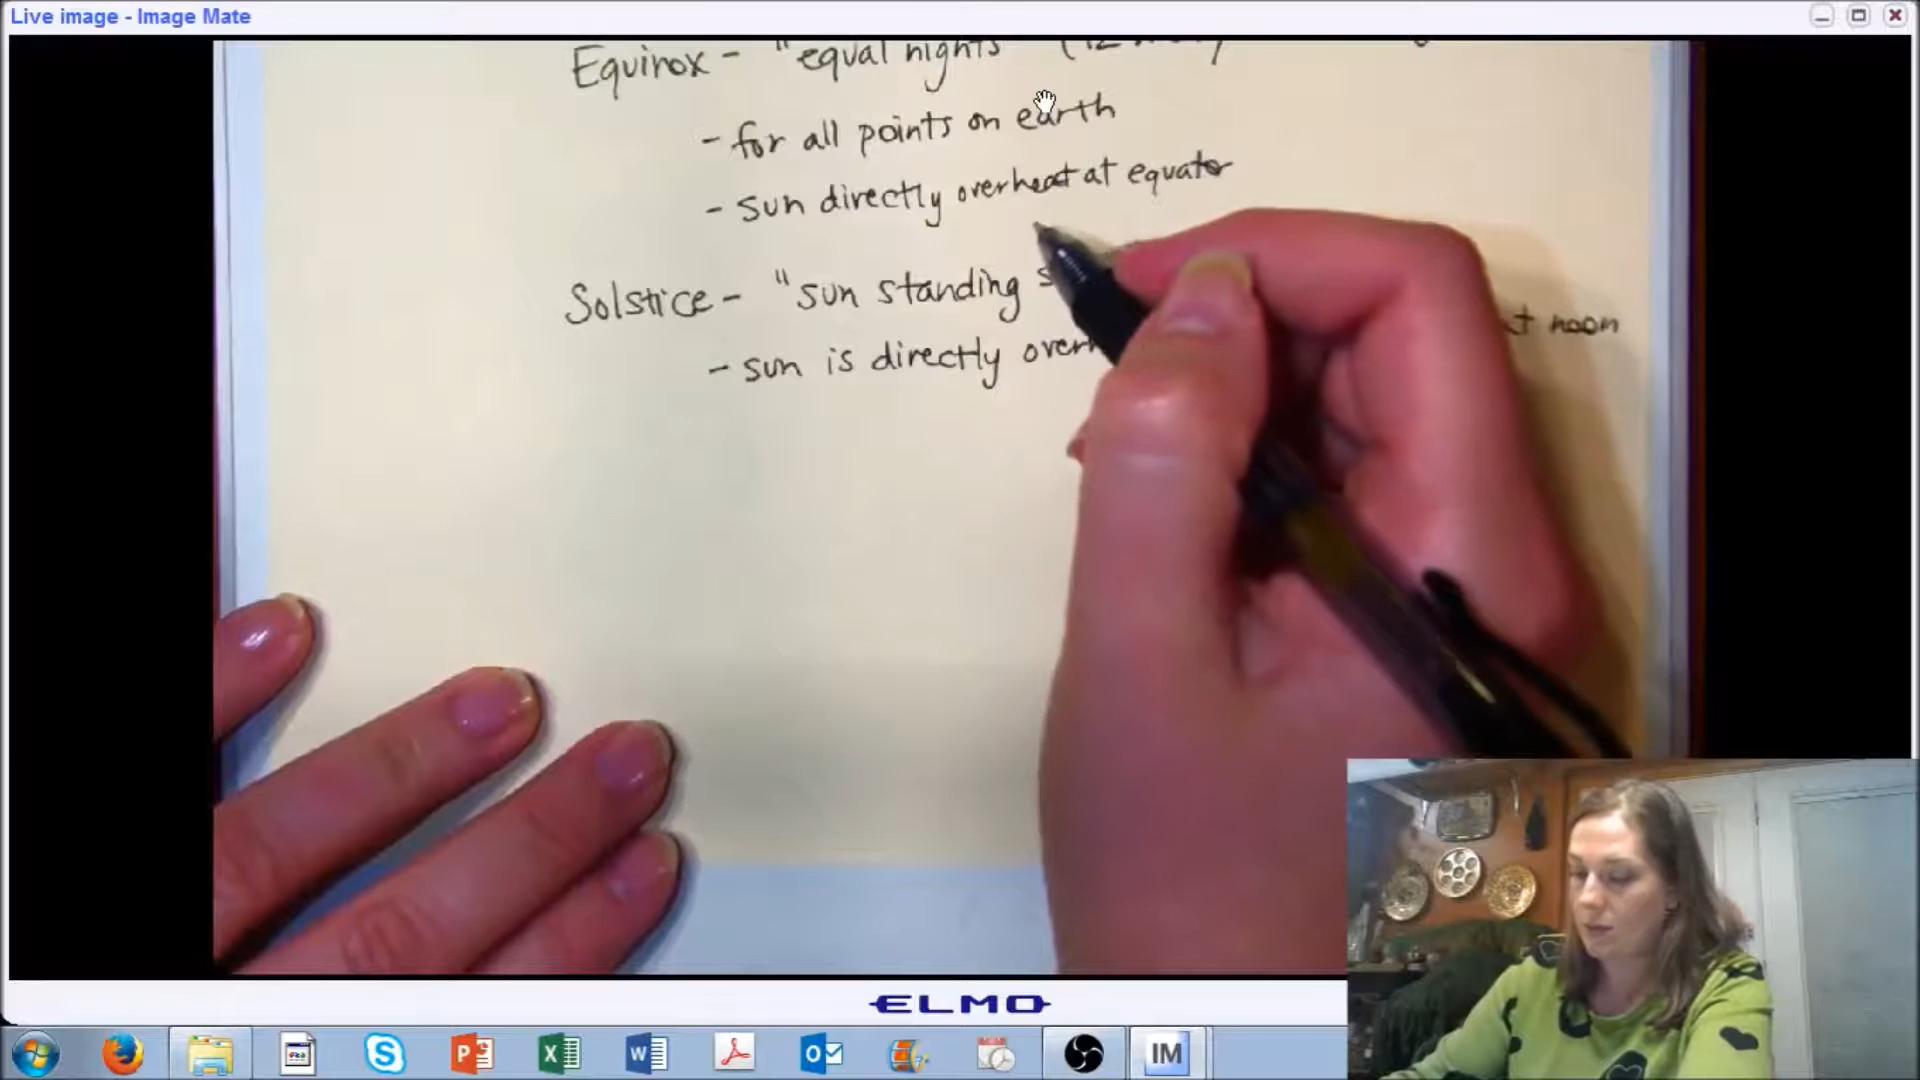 Live image - Image Mate
Equinox - "equal nights"
- for all points on earth
- sun directly overheat at equator
Solstice - "sun standing
- sun is directly at noon
ELMO
IM